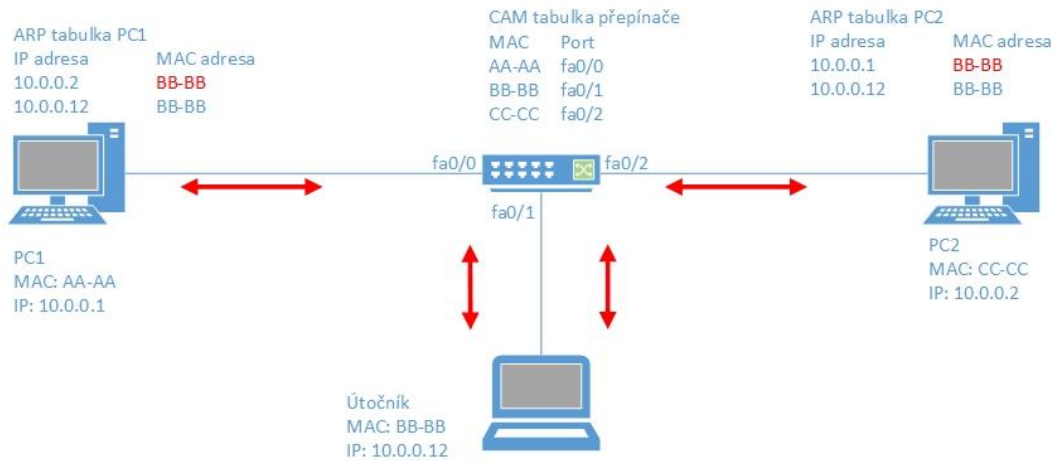 ARP tabulka PC1
IP adresa MAC adresa
10.0.0.2 BB-BB
10.0.0.12 BB-BB
CAM tabulka přepínače
MAC Port
AA-AA fa0/0
BB-BB fa0/1
CC-CC fa0/2
ARP tabulka PC2
IP adresa MAC adresa
10.0.0.1 BB-BB
10.0.0.12 BB-BB
fa0/0
fa0/2
fa0/1
PC1
MAC: AA-AA
IP: 10.0.0.1
PC2
MAC: CC-CC
IP: 10.0.0.2
Útočník
MAC: BB-BB
IP: 10.0.0.12